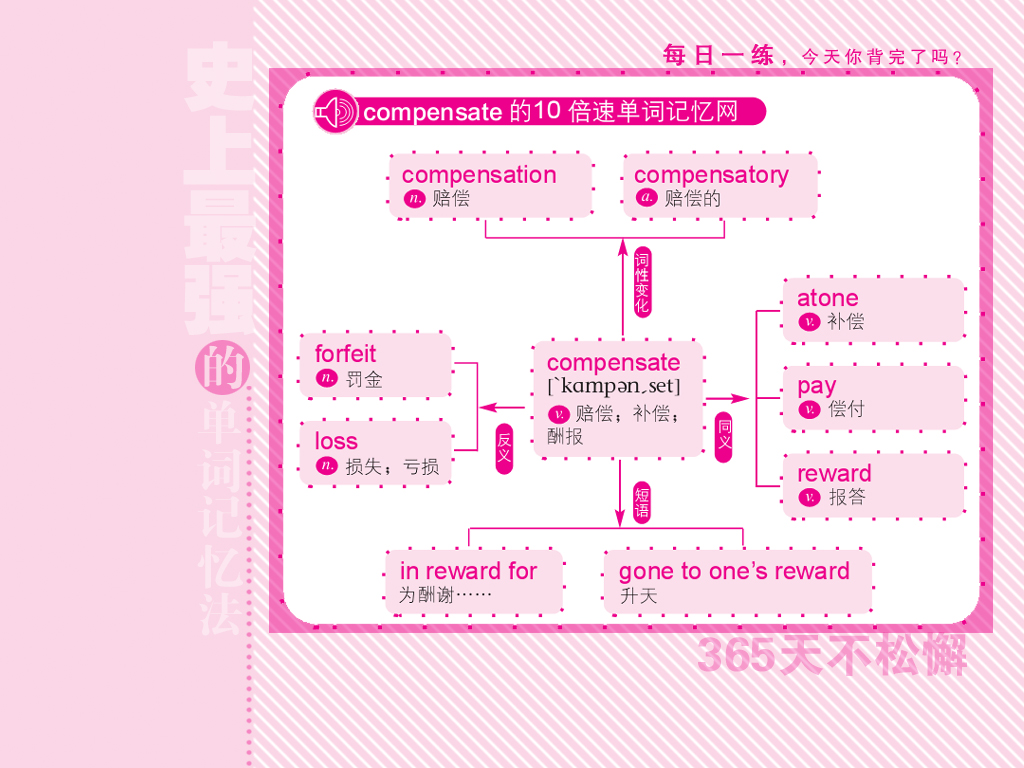 每日一练，今天你背完了吗？
史上最强的单词记忆法
compensate 的10 倍速单词记忆网
compensation
n. 赔偿
compensatory
a. 赔偿的
词性变化
atone
v. 补偿
forfeit
n. 罚金
compensate
[`kɑmpən͵set]
v. 赔偿；补偿；
酬报
pay
v. 偿付
反义
同义
loss
n. 损失；亏损
reward
v. 报答
短语
in reward for
为酬谢……
gone to one's reward
升天
365天不松懈